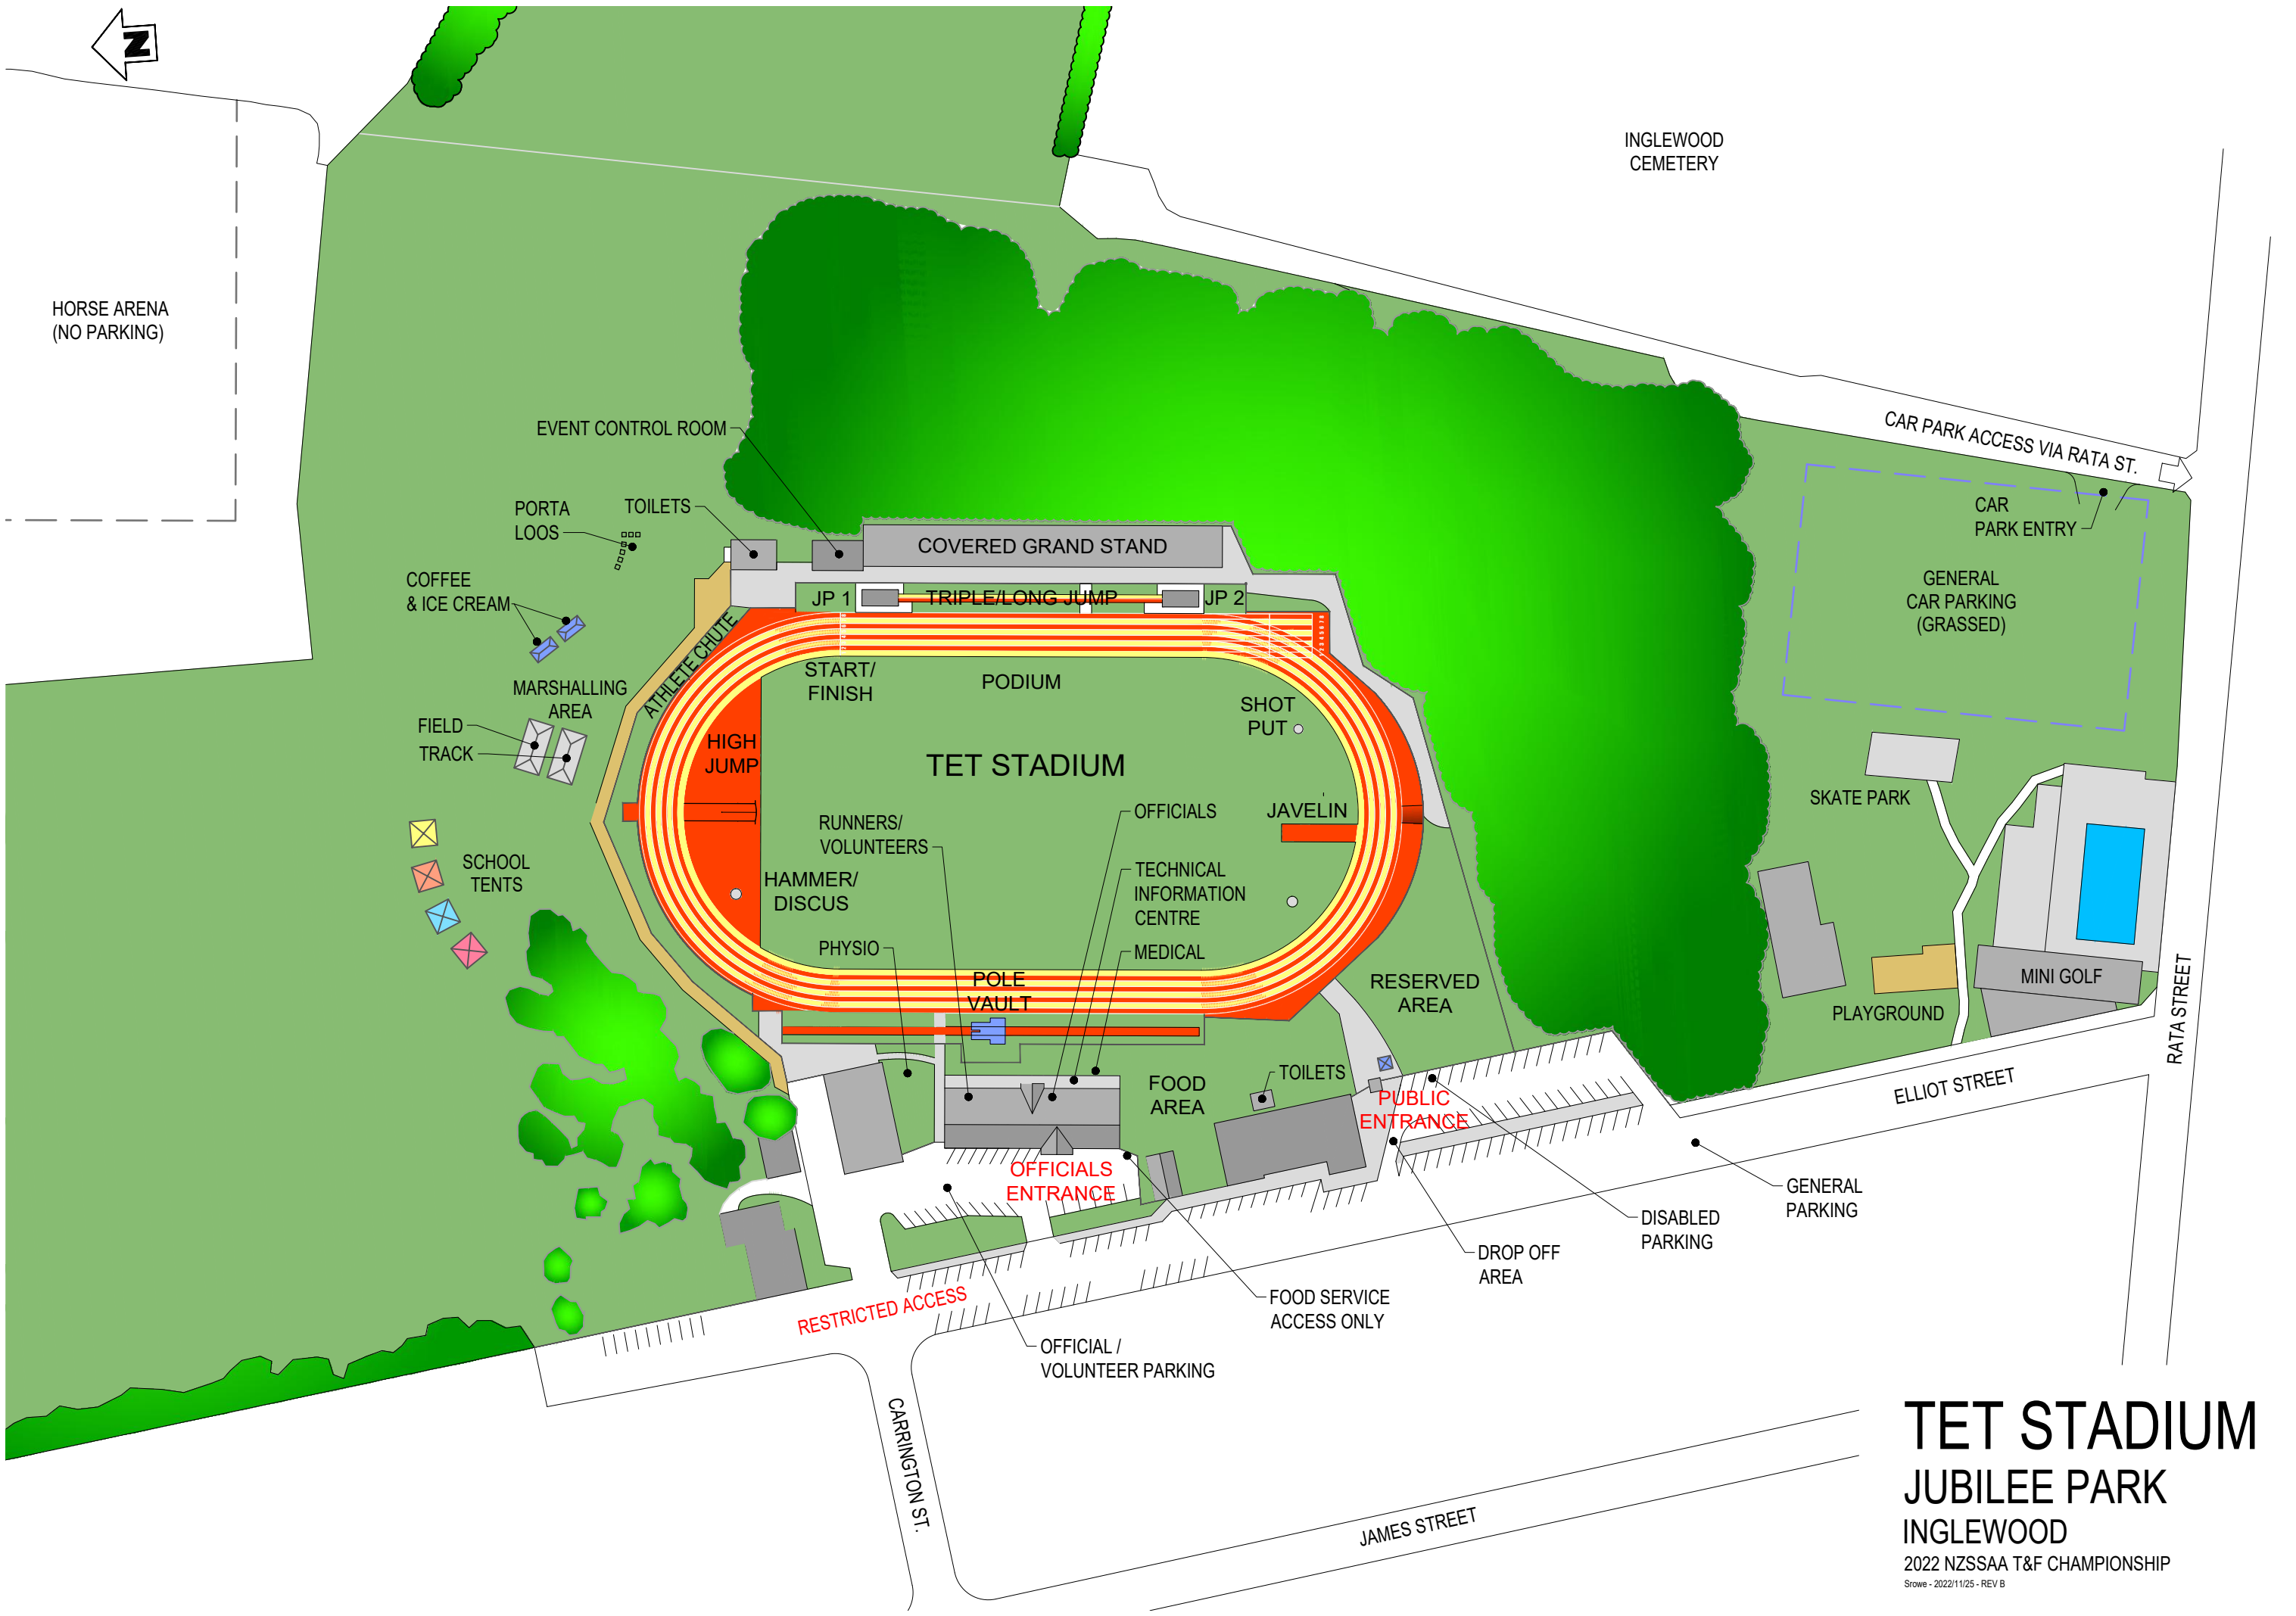 N
INGLEWOOD
CEMETERY
HORSE ARENA
(NO PARKING)
CAR PARK ACCESS VIA RATA ST.
EVENT CONTROL ROOM
PORTA
LOOS
TOILETS
CAR
PARK ENTRY
COVERED GRAND STAND
COFFEE
& ICE CREAM
GENERAL
CAR PARKING
(GRASSED)
JP 1
TRIPLE/LONG JUMP
JP 2
ATHLETE CHUTE
START/
FINISH
PODIUM
MARSHALLING
AREA
SHOT
PUT
FIELD
TRACK
HIGH
JUMP
TET STADIUM
SKATE PARK
RUNNERS/
VOLUNTEERS
OFFICIALS
JAVELIN
SCHOOL
TENTS
TECHNICAL
INFORMATION
CENTRE
HAMMER/
DISCUS
PHYSIO
MEDICAL
POLE
VAULT
RESERVED
AREA
MINI GOLF
PLAYGROUND
RATA STREET
FOOD
AREA
TOILETS
PUBLIC
ENTRANCE
ELLIOT STREET
OFFICIALS
ENTRANCE
GENERAL
PARKING
DISABLED
PARKING
DROP OFF
AREA
RESTRICTED ACCESS
FOOD SERVICE
ACCESS ONLY
OFFICIAL /
VOLUNTEER PARKING
CARRINGTON ST.
JAMES STREET
TET STADIUM
JUBILEE PARK
INGLEWOOD
2022 NZSSAA T&F CHAMPIONSHIP
Srowe - 2022/11/25 - REV B